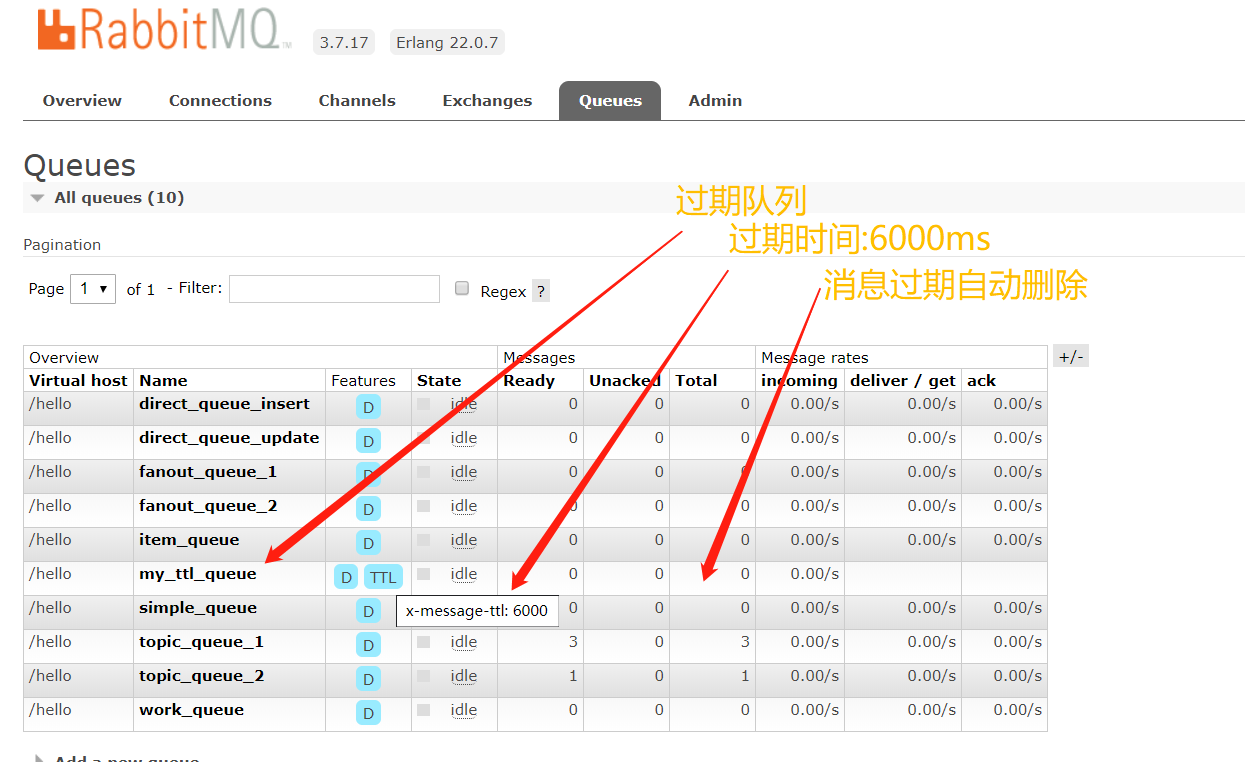 RabbitMQ TM 3.7.17 Erlang 22.0.7
Overview Connections Channels Exchanges Queues Admin
Queues
All queues (10)
过期队列
过期时间:6000ms
消息过期自动删除
Pagination
Page 1 of 1 - Filter: Regex ?
Overview Messages Message rates +/-
Virtual host Name Features State Ready Unacked Total incoming deliver / get ack
/hello direct_queue_insert D idle 0 0 0 0.00/s 0.00/s 0.00/s
/hello direct_queue_update D idle 0 0 0 0.00/s 0.00/s 0.00/s
/hello fanout_queue_1 D idle 0 0 0 0.00/s 0.00/s 0.00/s
/hello fanout_queue_2 D idle 0 0 0 0.00/s 0.00/s 0.00/s
/hello item_queue D idle 0 0 0 0.00/s 0.00/s 0.00/s
/hello my_ttl_queue D TTL idle 0 0 0 0.00/s
/hello simple_queue D x-message-ttl: 6000 0 0 0 0.00/s 0.00/s 0.00/s
/hello topic_queue_1 D idle 3 0 3 0.00/s 0.00/s 0.00/s
/hello topic_queue_2 D idle 1 0 1 0.00/s 0.00/s 0.00/s
/hello work_queue D idle 0 0 0 0.00/s 0.00/s 0.00/s
Add a new queue